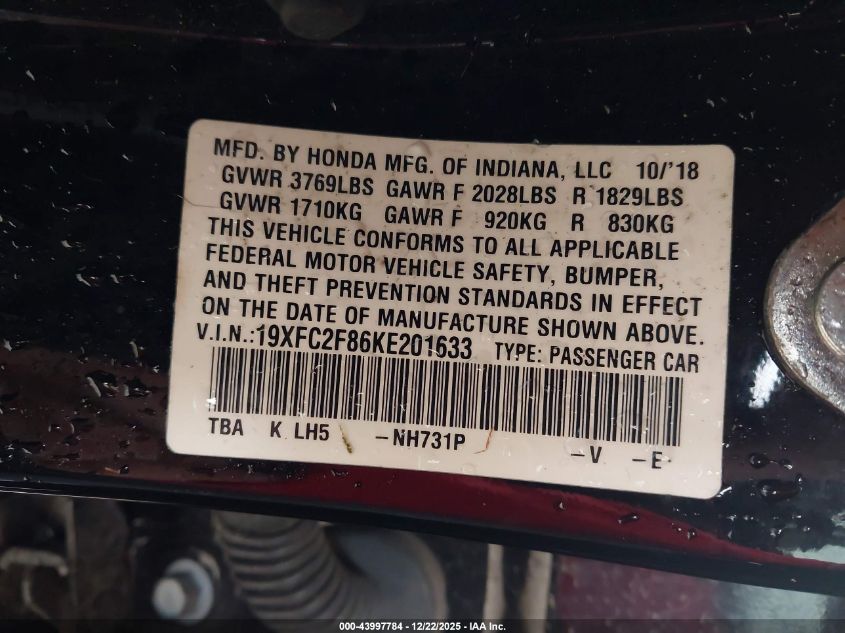 MFD. BY HONDA MFG. OF INDIANA, LLC 10/'18
GVWR 3769LBS GAWR F 2028LBS R 1829LBS
GVWR 1710KG GAWR F 920KG R 830KG
THIS VEHICLE CONFORMS TO ALL APPLICABLE
FEDERAL MOTOR VEHICLE SAFETY, BUMPER,
AND THEFT PREVENTION STANDARDS IN EFFECT
ON THE DATE OF MANUFACTURE SHOWN ABOVE.
V.I.N.:19XFC2F86KE201633 TYPE: PASSENGER CAR
TBA K LH5 -NH731P -V -E
000-43997784 - 12/22/2025 - IAA Inc.